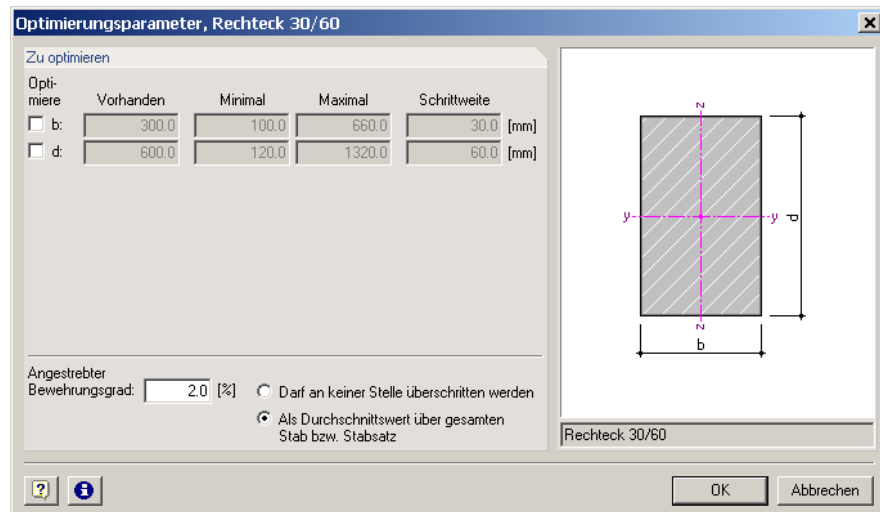 Optimierungsparameter, Rechteck 30/60
Zu optimieren
Opti-
miere Vorhanden Minimal Maximal Schrittweite
b: 300.0 100.0 660.0 30.0 [mm]
d: 600.0 120.0 1320.0 60.0 [mm]
Angestrebter
Bewehrungsgrad: 2.0 [%] Darf an keiner Stelle überschritten werden
Als Durchschnittswert über gesamten
Stab bzw. Stabsatz
z
y y d
z
b
Rechteck 30/60
OK Abbrechen